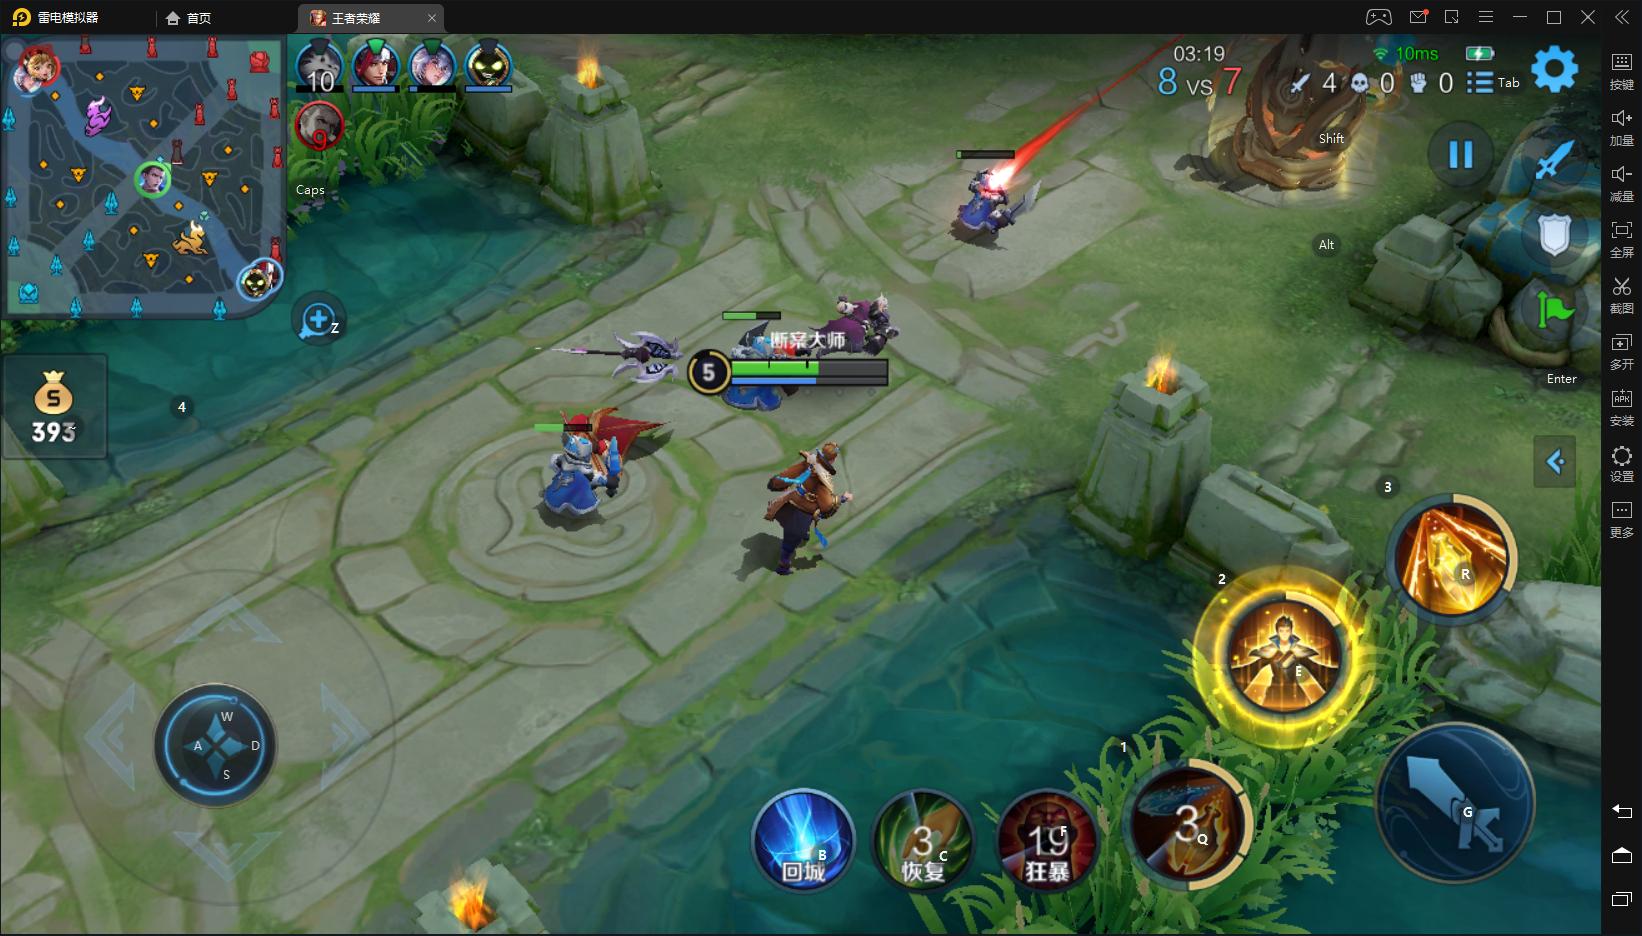 雷电模拟器
首页
王者荣耀
10
9
Caps
03:19
10ms
8 VS 7
4
0
0
Tab
Shift
按键
加量
减量
全屏
截图
多开
安装
设置
更多
Alt
Z
Enter
断案大师
5
S
393
~
4
3
R
2
E
W
A
D
S
1
3
Q
G
B
回城
3
C
恢复
19
F
狂暴
APK